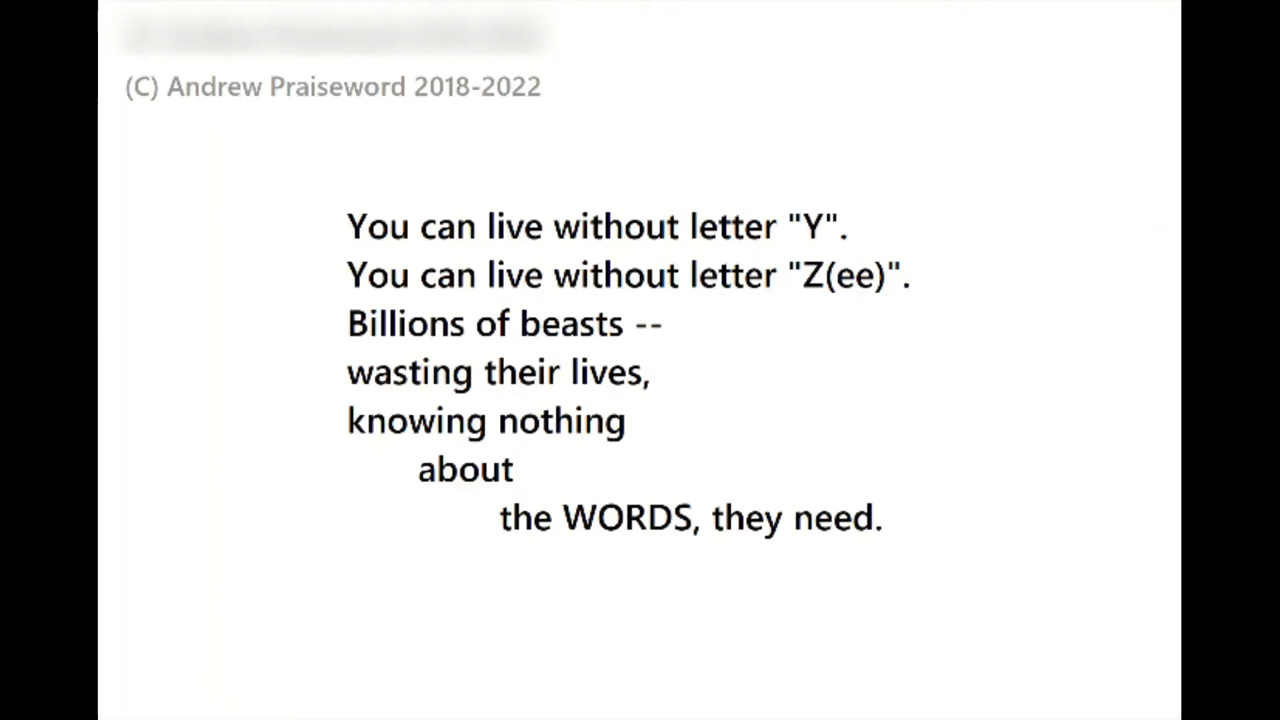 (C) Andrew Praiseword 2018-2022
You can live without letter "Y".
You can live without letter "Z(ee)".
Billions of beasts --
wasting their lives,
knowing nothing
about
the WORDS, they need.